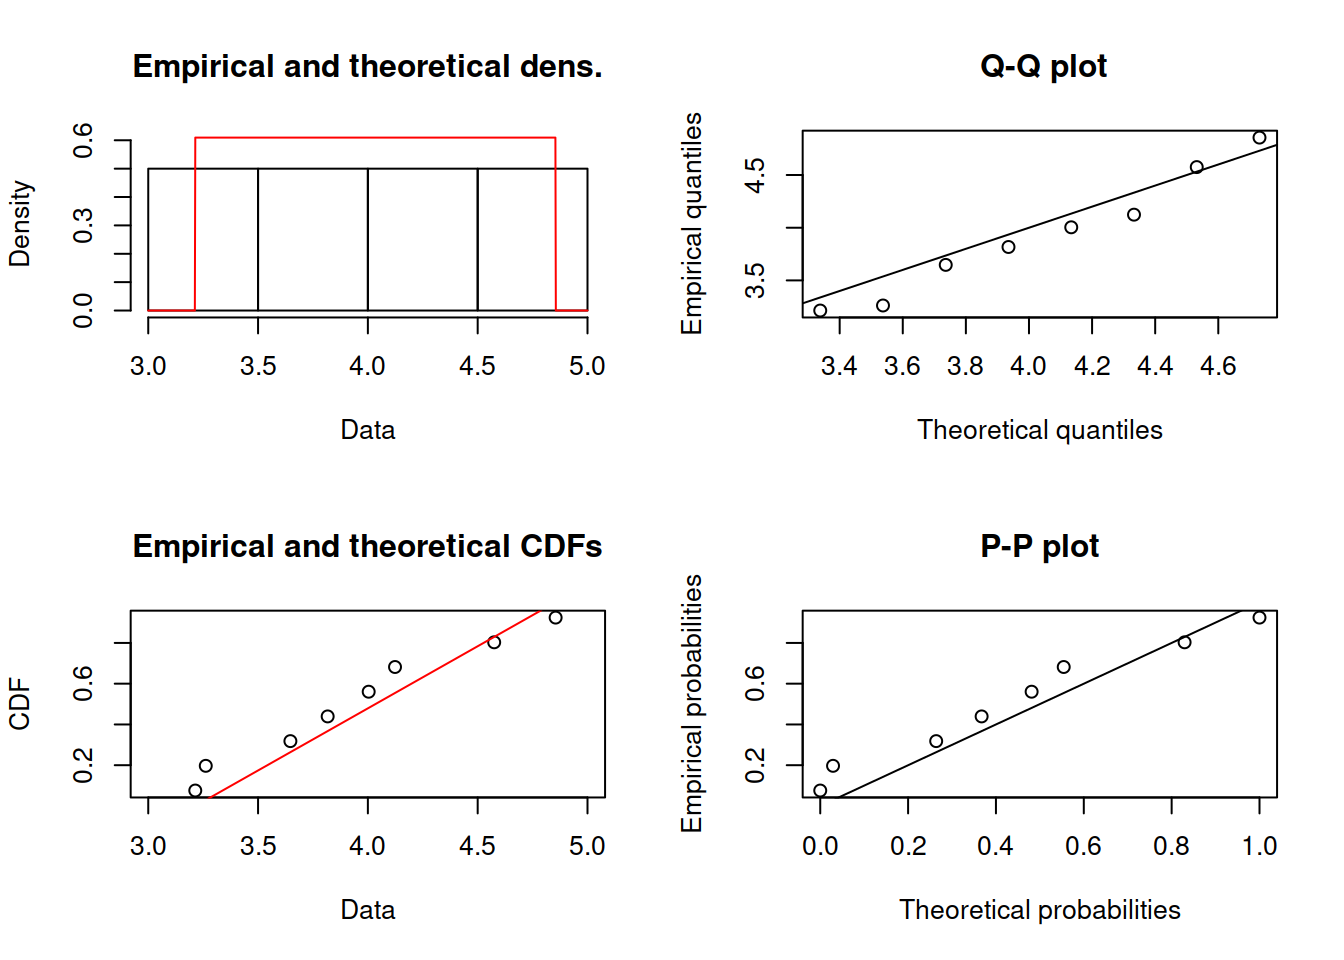 Empirical and theoretical dens.
Density
0.0 0.3 0.6
3.0 3.5 4.0 4.5 5.0
Data
Q-Q plot
Empirical quantiles
3.5 4.5
3.4 3.6 3.8 4.0 4.2 4.4 4.6
Theoretical quantiles
Empirical and theoretical CDFs
CDF
0.2 0.6
3.0 3.5 4.0 4.5 5.0
Data
P-P plot
Empirical probabilities
0.2 0.6
0.0 0.2 0.4 0.6 0.8 1.0
Theoretical probabilities